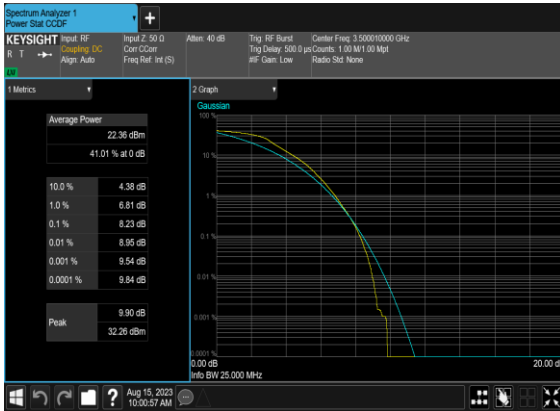 Spectrum Analyzer 1
Power Stat CCDF
+
KEYSIGHT
R T
LV
Input: RF
Coupling: DC
Align: Auto
Input Z: 50 Ω
Corr CCorr
Freq Ref: Int (S)
Atten: 40 dB
Trig: RF Burst
Trig Delay: 500.0 µs
#IF Gain: Low
Center Freq: 3.500010000 GHz
Counts: 1.00 M/1.00 Mpt
Radio Std: None
1 Metrics
Average Power
22.36 dBm
41.01 % at 0 dB
10.0 % 4.38 dB
1.0 % 6.81 dB
0.1 % 8.23 dB
0.01 % 8.95 dB
0.001 % 9.54 dB
0.0001 % 9.84 dB
Peak
9.90 dB
32.26 dBm
2 Graph
Gaussian
100 %
10 %
1 %
0.1 %
0.01 %
0.001 %
0.0001 %
0.00 dB
20.00 d
Info BW 25.000 MHz
?
Aug 15, 2023
10:00:57 AM